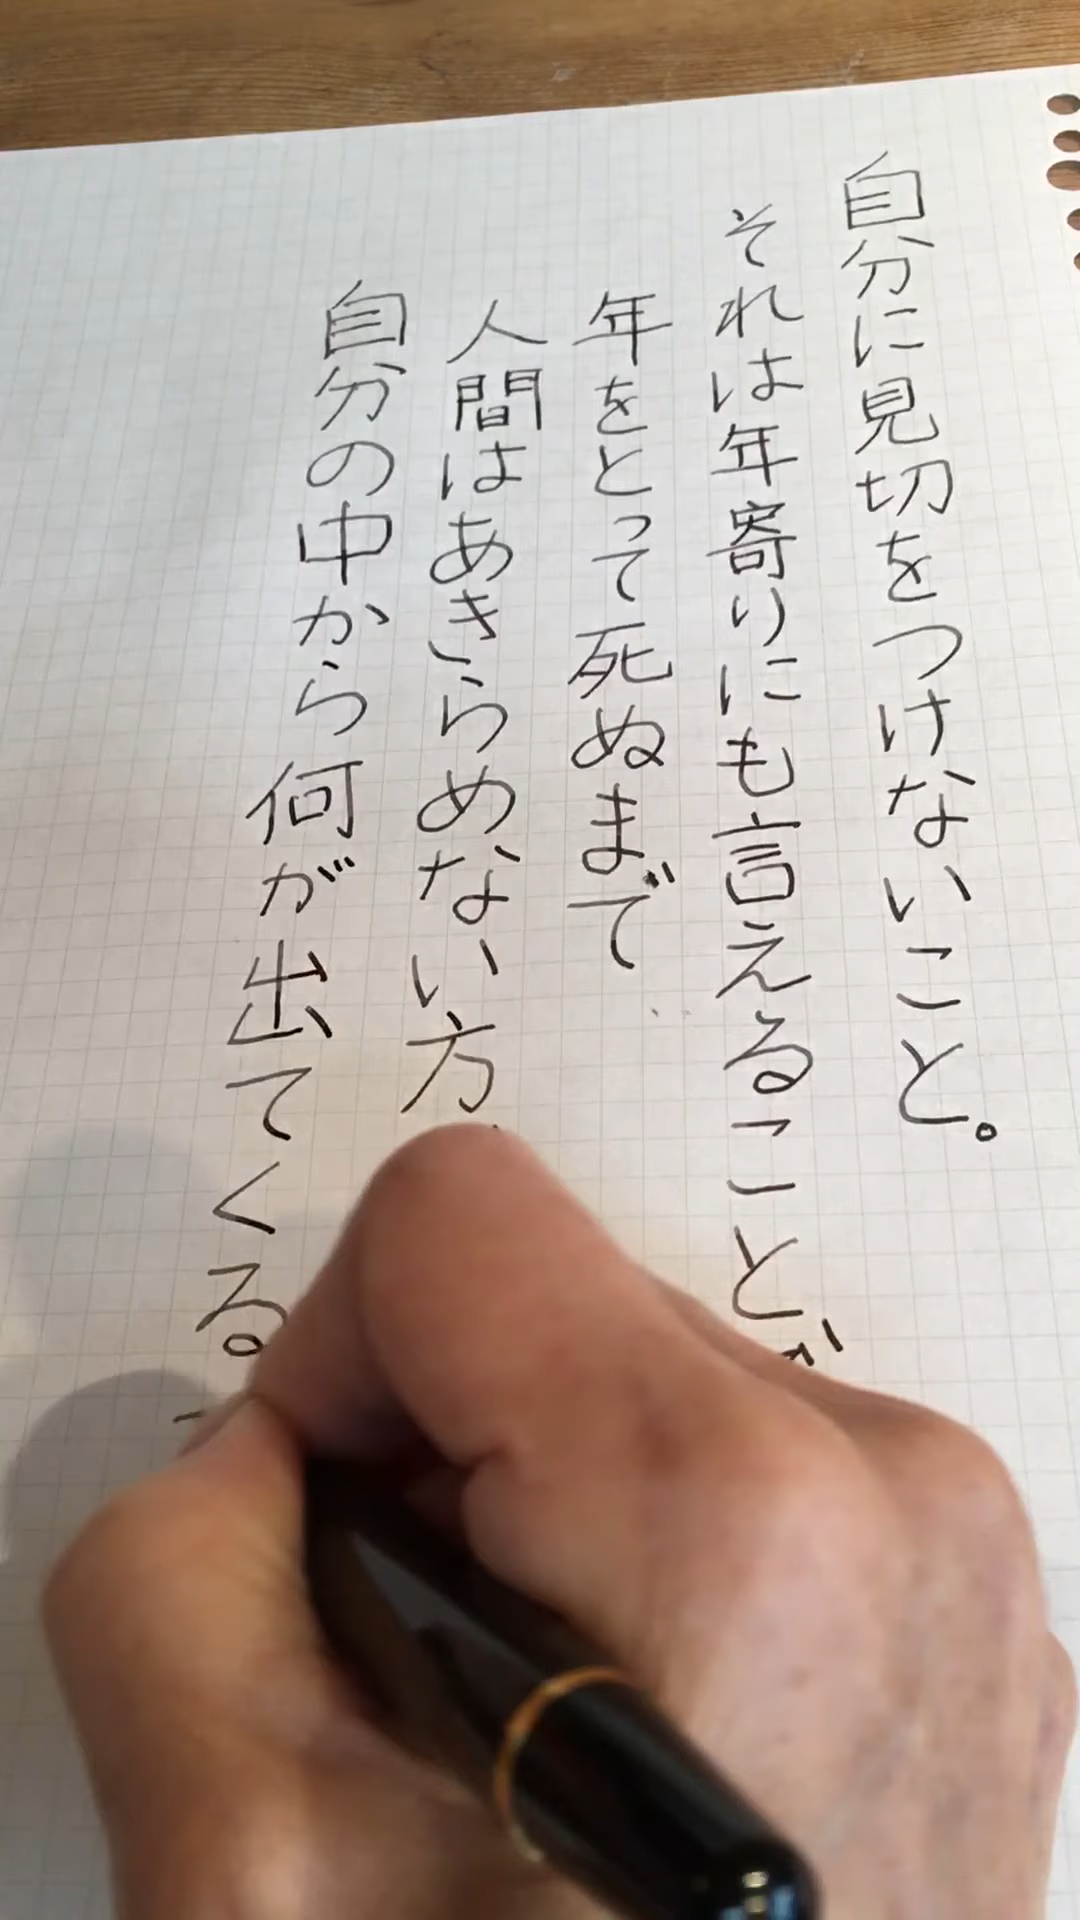 自分に見切をつけないこと。
それは年寄りにも言えることで
年をとって死ぬまで
人間はあきらめない方
自分の中から何が出てくる